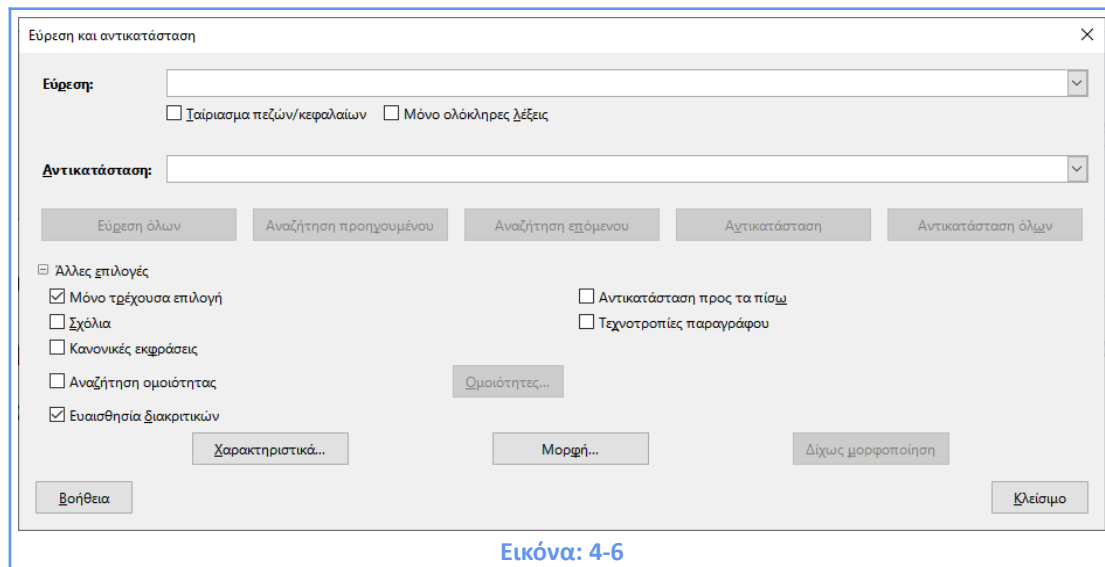 Εύρεση και αντικατάσταση
Εύρεση:
Ταίριασμα πεζών/κεφαλαίων Μόνο ολόκληρες λέξεις
Αντικατάσταση:
Εύρεση όλων Αναζήτηση προηγουμένου Αναζήτηση επόμενου Αντικατάσταση Αντικατάσταση όλων
Άλλες επιλογές
Μόνο τρέχουσα επιλογή Αντικατάσταση προς τα πίσω
Σχόλια Τεχνοτροπίες παραγράφου
Κανονικές εκφράσεις
Αναζήτηση ομοιότητας Ομοιότητες...
Ευαισθησία διακριτικών
Χαρακτηριστικά... Μορφή... Δίχως μορφοποίηση
Βοήθεια Κλείσιμο
Εικόνα: 4-6